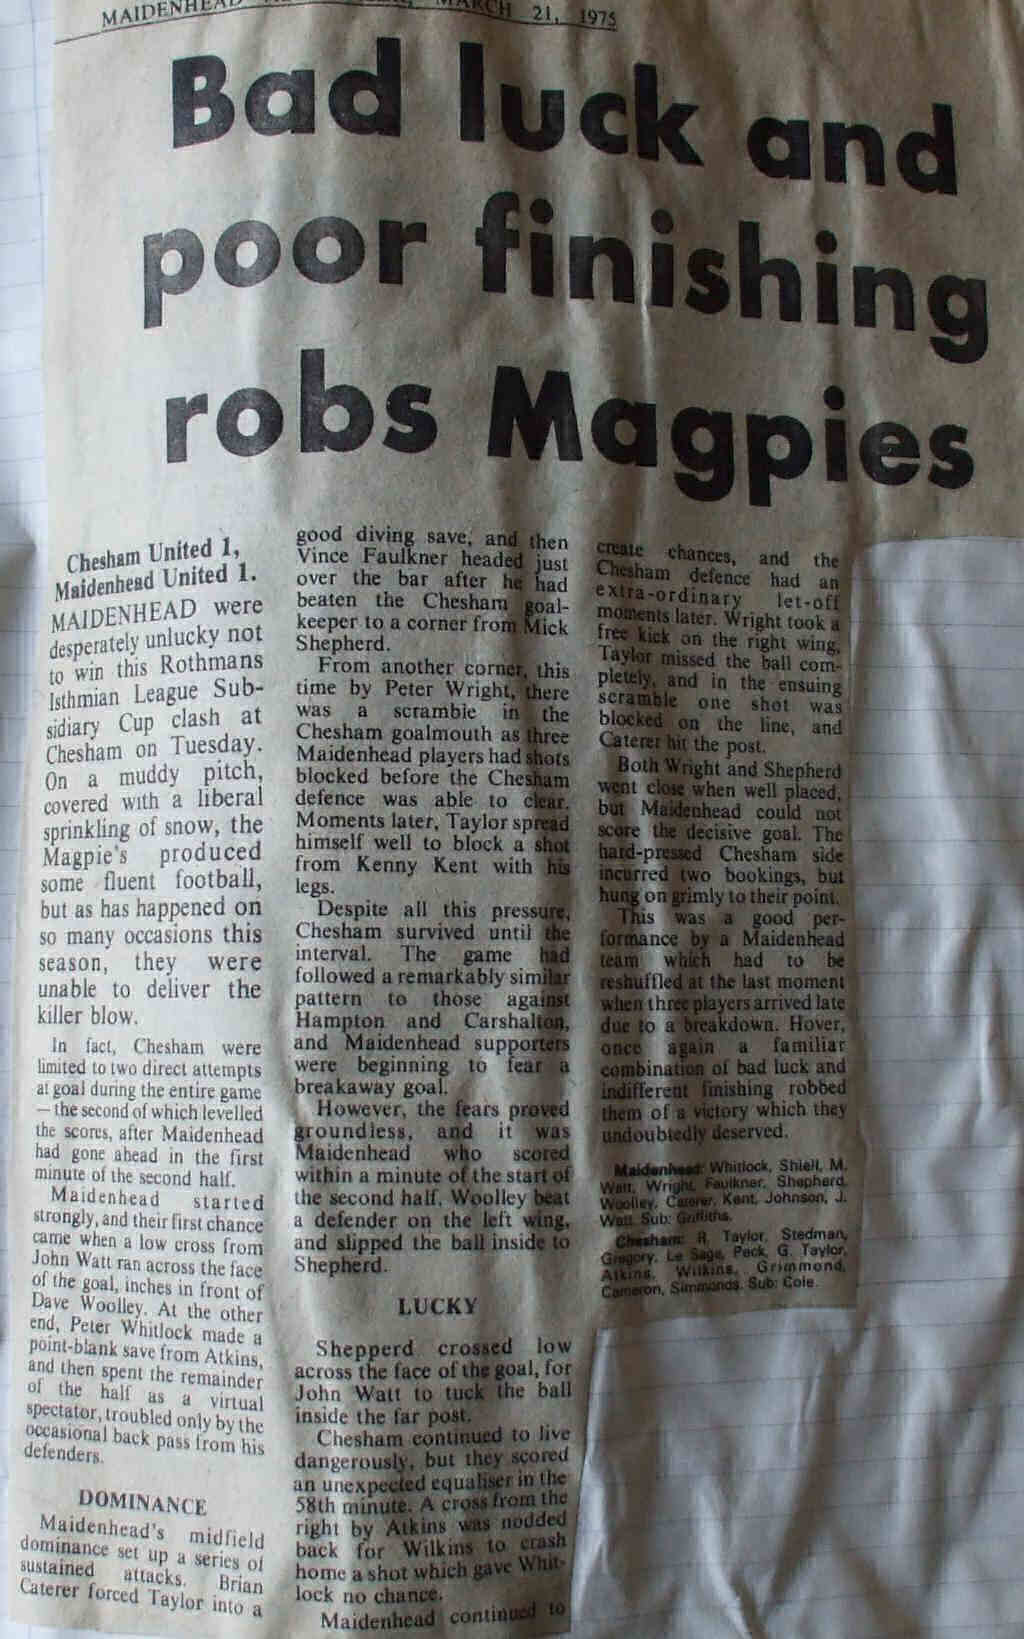 MAIDENHEAD MARCH 21, 1975
Bad luck and
poor finishing
robs Magpies
Chesham United 1,
Maidenhead United 1.
MAIDENHEAD were
desperately unlucky not
to win this Rothmans
Isthmian League Sub-
sidiary Cup clash at
Chesham on Tuesday.
On a muddy pitch,
covered with a liberal
sprinkling of snow, the
Magpie's produced
some fluent football,
but as has happened on
so many occasions this
season, they were
unable to deliver the
killer blow.
In fact, Chesham were
limited to two direct attempts
at goal during the entire game
— the second of which levelled
the scores, after Maidenhead
had gone ahead in the first
minute of the second half.
Maidenhead started
strongly, and their first chance
came when a low cross from
John Watt ran across the face
of the goal, inches in front of
Dave Woolley. At the other
end, Peter Whitlock made a
point-blank save from Atkins,
and then spent the remainder
of the half as a virtual
spectator, troubled only by the
occasional back pass from his
defenders.
DOMINANCE
Maidenhead's midfield
dominance set up a series of
sustained attacks. Brian
Caterer forced Taylor into a
good diving save, and then
Vince Faulkner headed just
over the bar after he had
beaten the Chesham goal-
keeper to a corner from Mick
Shepherd.
From another corner, this
time by Peter Wright, there
was a scramble in the
Chesham goalmouth as three
Maidenhead players had shots
blocked before the Chesham
defence was able to clear.
Moments later, Taylor spread
himself well to block a shot
from Kenny Kent with his
legs.
Despite all this pressure,
Chesham survived until the
interval. The game had
followed a remarkably similar
pattern to those against
Hampton and Carshalton,
and Maidenhead supporters
were beginning to fear a
breakaway goal.
However, the fears proved
groundless, and it was
Maidenhead who scored
within a minute of the start of
the second half. Woolley beat
a defender on the left wing,
and slipped the ball inside to
Shepherd.
LUCKY
Shepperd crossed low
across the face of the goal, for
John Watt to tuck the ball
inside the far post.
Chesham continued to live
dangerously, but they scored
an unexpected equaliser in the
58th minute. A cross from the
right by Atkins was nodded
back for Wilkins to crash
home a shot which gave Whit-
lock no chance.
Maidenhead continued to
create chances, and the
Chesham defence had an
extra-ordinary let-off
moments later. Wright took a
free kick on the right wing,
Taylor missed the ball com-
pletely, and in the ensuing
scramble one shot was
blocked on the line, and
Caterer hit the post.
Both Wright and Shepherd
went close when well placed,
but Maidenhead could not
score the decisive goal. The
hard-pressed Chesham side
incurred two bookings, but
hung on grimly to their point.
This was a good per-
formance by a Maidenhead
team which had to be
reshuffled at the last moment
when three players arrived late
due to a breakdown. Hover,
once again a familiar
combination of bad luck and
indifferent finishing robbed
them of a victory which they
undoubtedly deserved.
Maidenhead: Whitlock, Shiell, M.
Watt, Wright, Faulkner, Shepherd,
Woolley, Caterer, Kent, Johnson, J.
Watt. Sub: Griffiths.
Chesham: R. Taylor, Stedman,
Gregory, Le Sage, Peck, G. Taylor,
Atkins, Wilkins, Grimmond,
Cameron, Simmonds. Sub: Cole.